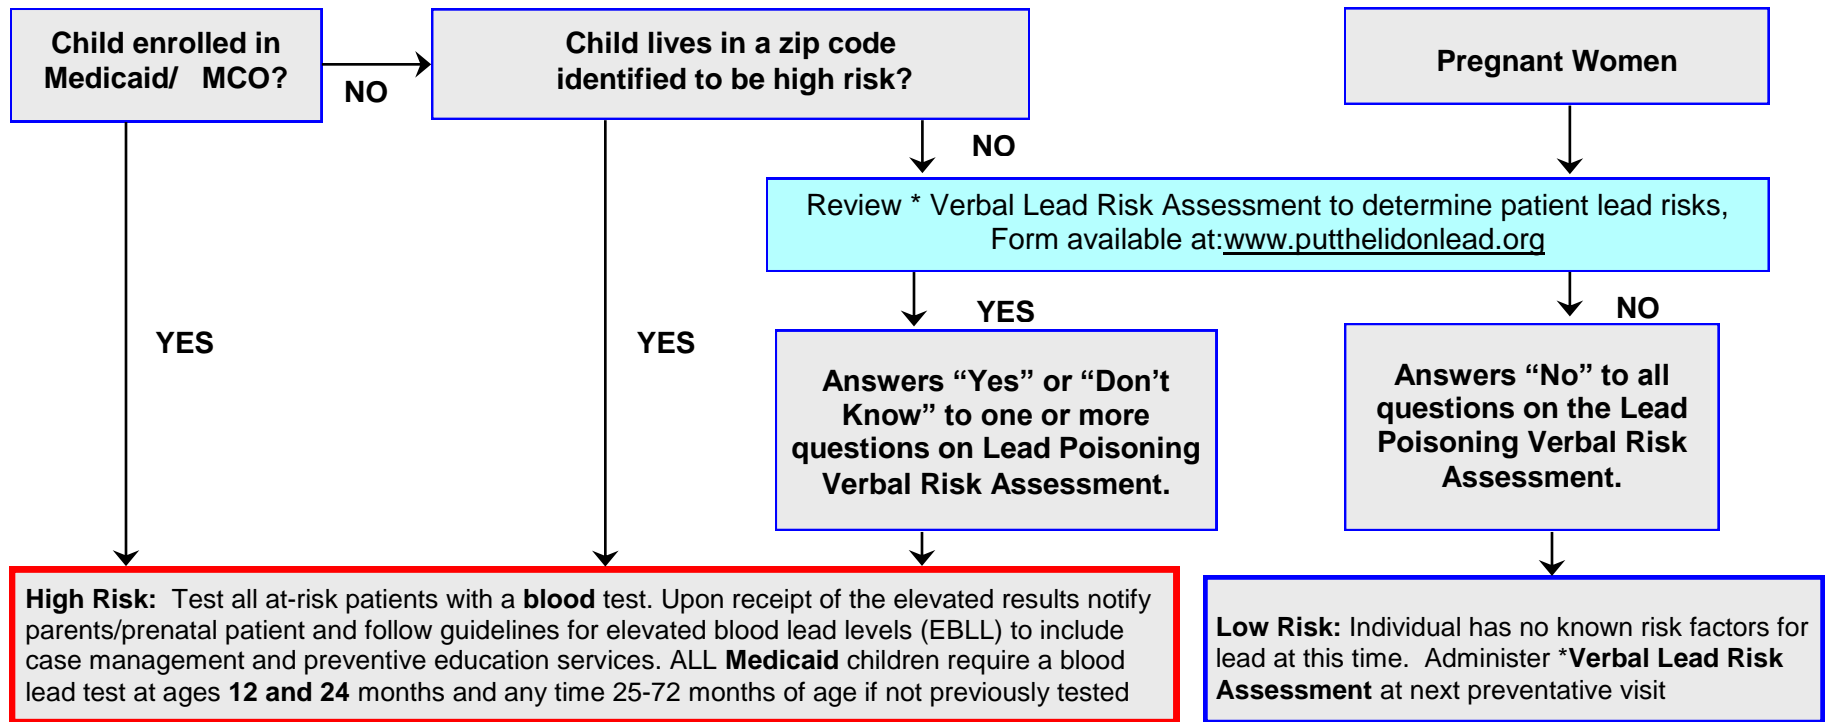 Child enrolled in
Medicaid/ MCO?
NO
Child lives in a zip code
identified to be high risk?
Pregnant Women
NO
Review * Verbal Lead Risk Assessment to determine patient lead risks,
Form available at:www.putthelidonlead.org
YES
YES
YES
NO
Answers “Yes” or “Don’t
Know” to one or more
questions on Lead Poisoning
Verbal Risk Assessment.
Answers “No” to all
questions on the Lead
Poisoning Verbal Risk
Assessment.
High Risk: Test all at-risk patients with a blood test. Upon receipt of the elevated results notify
parents/prenatal patient and follow guidelines for elevated blood lead levels (EBLL) to include
case management and preventive education services. ALL Medicaid children require a blood
lead test at ages 12 and 24 months and any time 25-72 months of age if not previously tested
Low Risk: Individual has no known risk factors for
lead at this time. Administer *Verbal Lead Risk
Assessment at next preventative visit